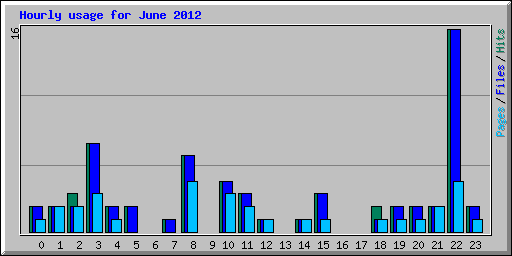 Hourly usage for June 2012
16
Pages/Files/Hits
0 1 2 3 4 5 6 7 8 9 10 11 12 13 14 15 16 17 18 19 20 21 22 23